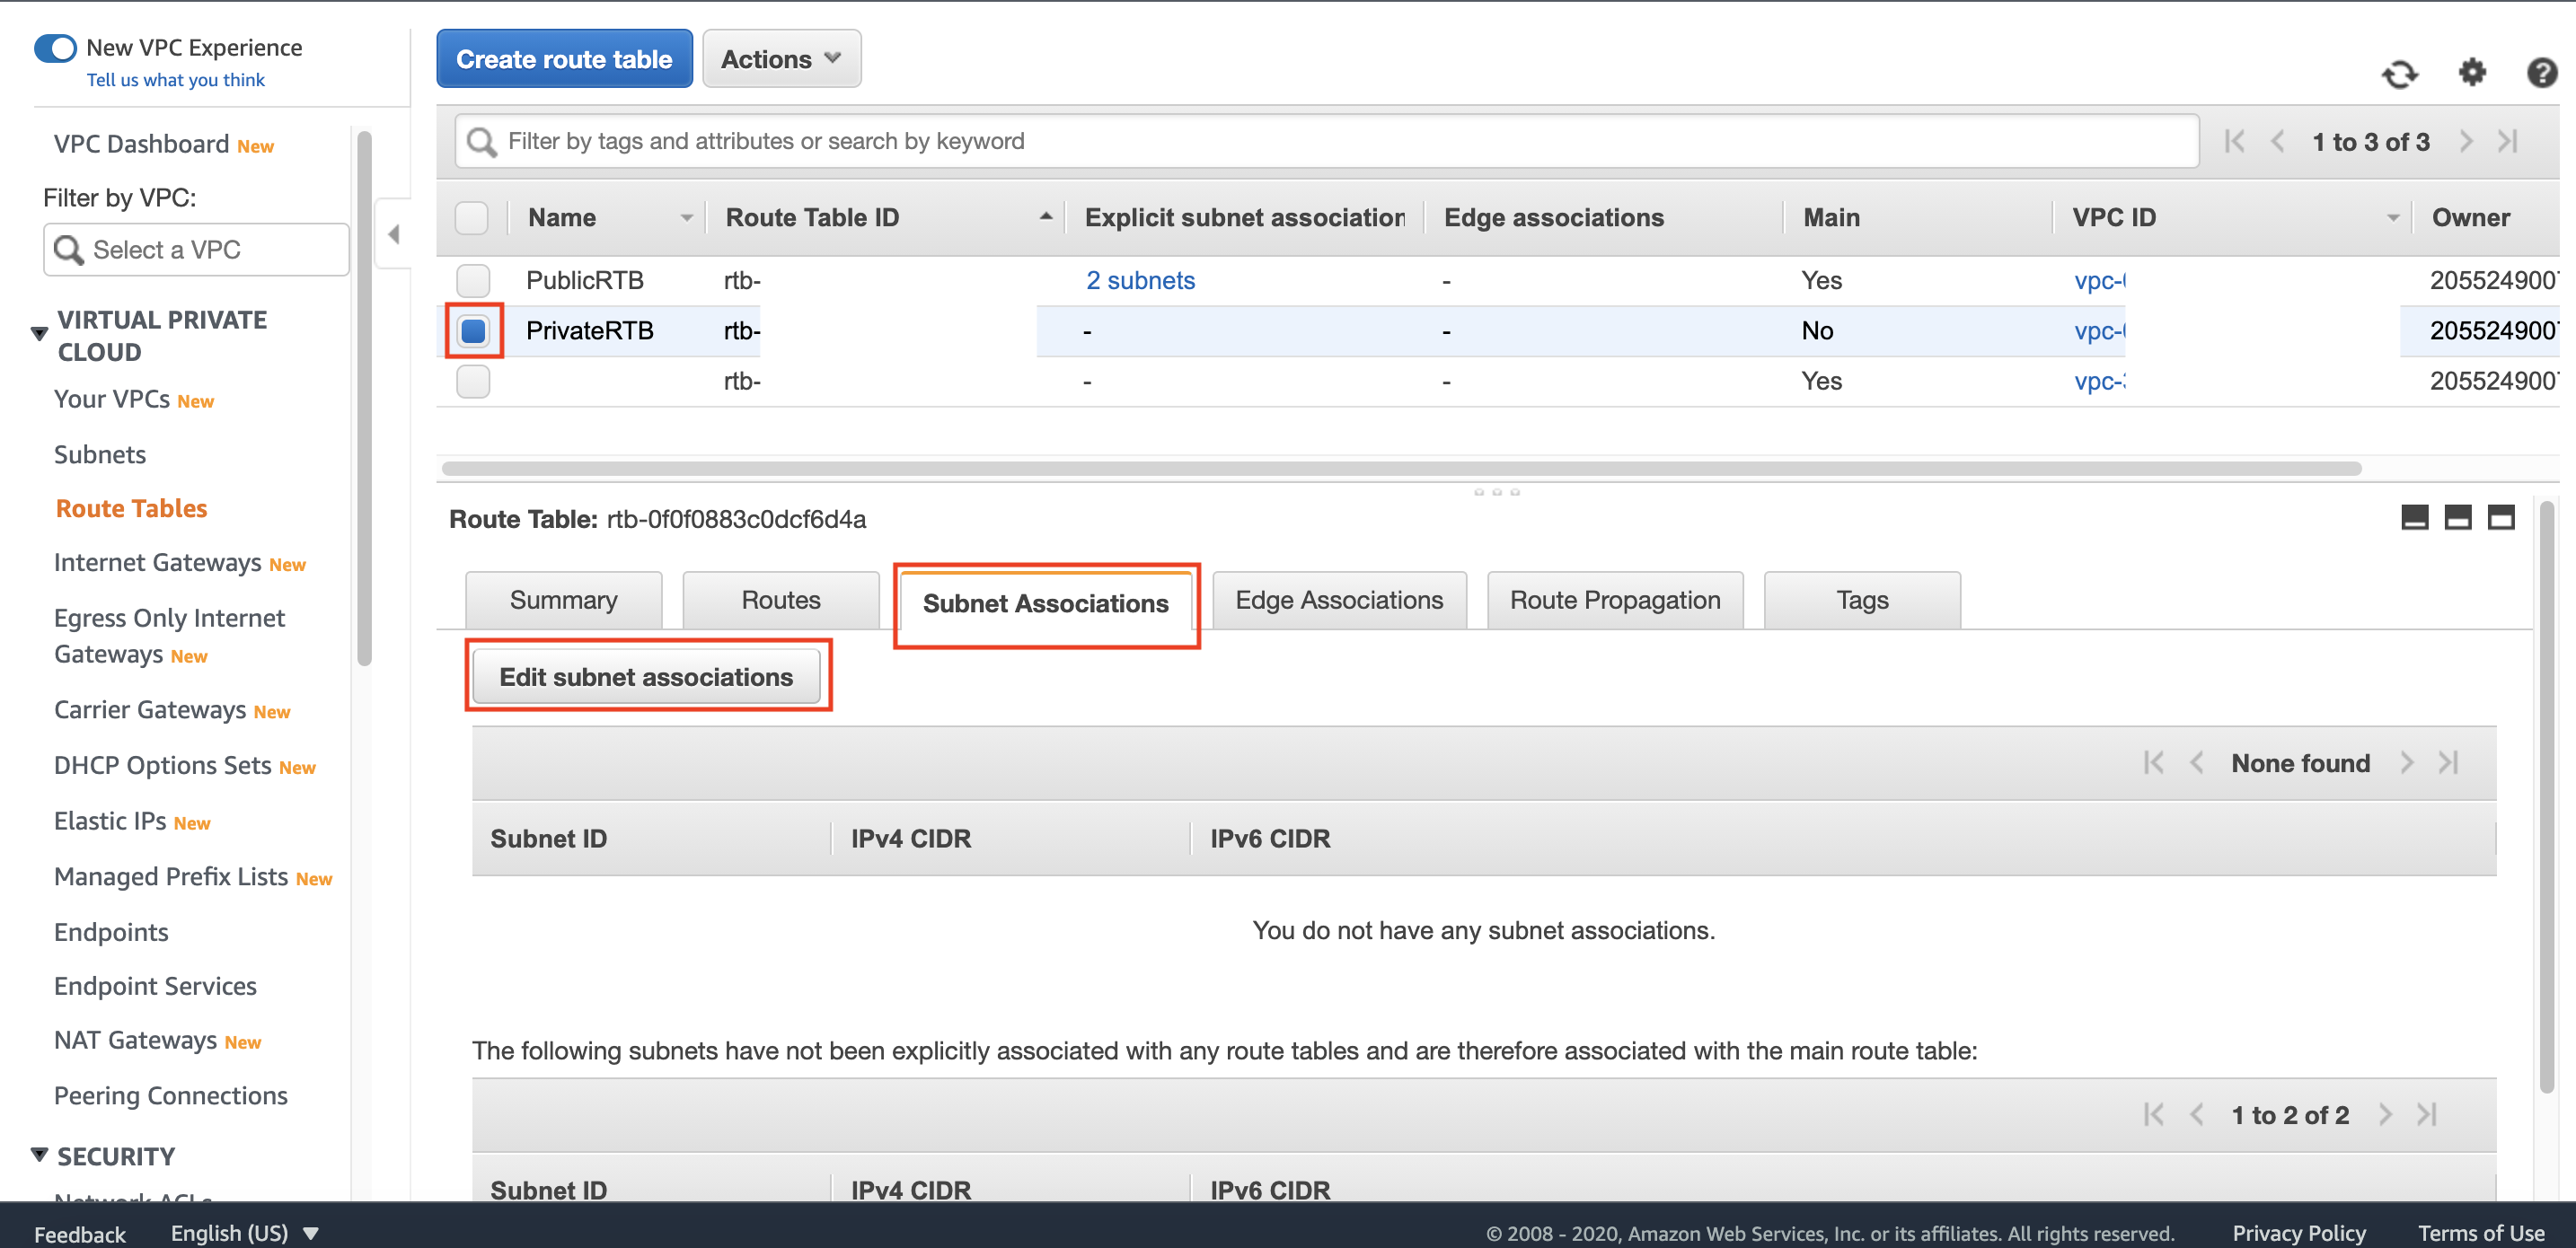 New VPC Experience
Tell us what you think
VPC Dashboard New
Filter by VPC:
Select a VPC
VIRTUAL PRIVATE
CLOUD
Your VPCs New
Subnets
Route Tables
Internet Gateways New
Egress Only Internet
Gateways New
Carrier Gateways New
DHCP Options Sets New
Elastic IPs New
Managed Prefix Lists New
Endpoints
Endpoint Services
NAT Gateways New
Peering Connections
SECURITY
Network ACLs
Create route table Actions
Filter by tags and attributes or search by keyword 1 to 3 of 3
Name Route Table ID Explicit subnet association Edge associations Main VPC ID Owner
PublicRTB rtb- 2 subnets - Yes vpc- 2055249007
PrivateRTB rtb- - - No vpc- 2055249007
rtb- - - Yes vpc- 2055249007
Route Table: rtb-0f0f0883c0dcf6d4a
Summary Routes Subnet Associations Edge Associations Route Propagation Tags
Edit subnet associations
None found
Subnet ID IPv4 CIDR IPv6 CIDR
You do not have any subnet associations.
The following subnets have not been explicitly associated with any route tables and are therefore associated with the main route table:
1 to 2 of 2
Subnet ID IPv4 CIDR IPv6 CIDR
Feedback English (US) © 2008 - 2020, Amazon Web Services, Inc. or its affiliates. All rights reserved. Privacy Policy Terms of Use